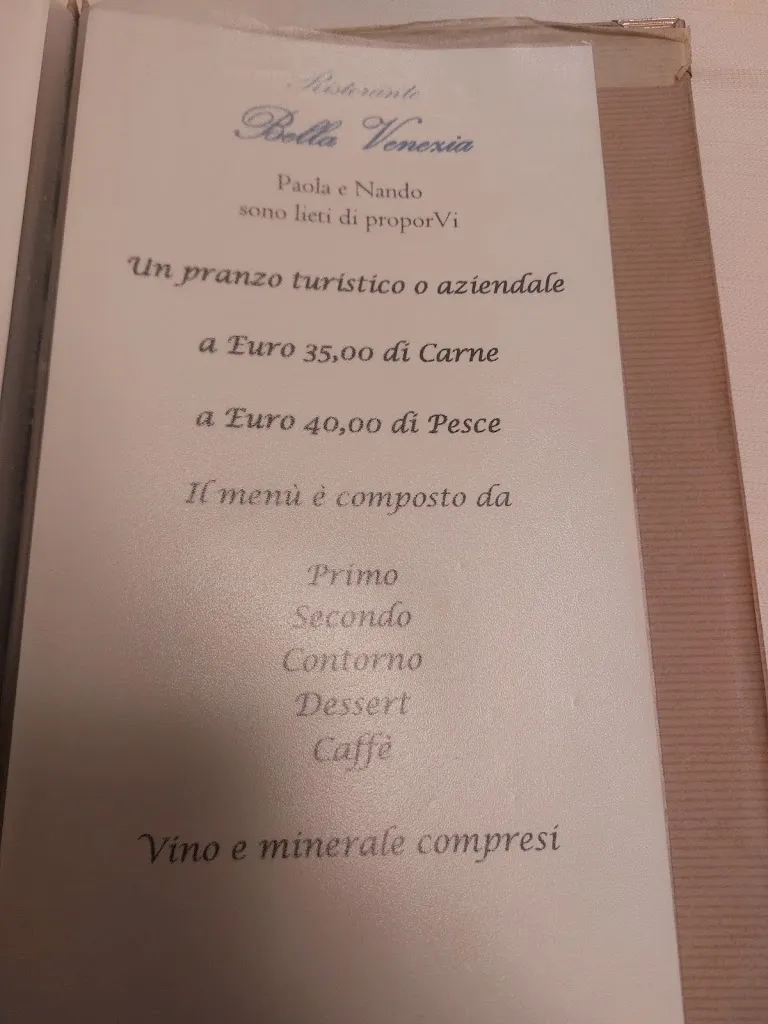 Ristorante
Bella Venezia
Paola e Nando
sono lieti di proporVi
Un pranzo turistico o aziendale
a Euro 35,00 di Carne
a Euro 40,00 di Pesce
Il menù è composto da
Primo
Secondo
Contorno
Dessert
Caffè
Vino e minerale compresi